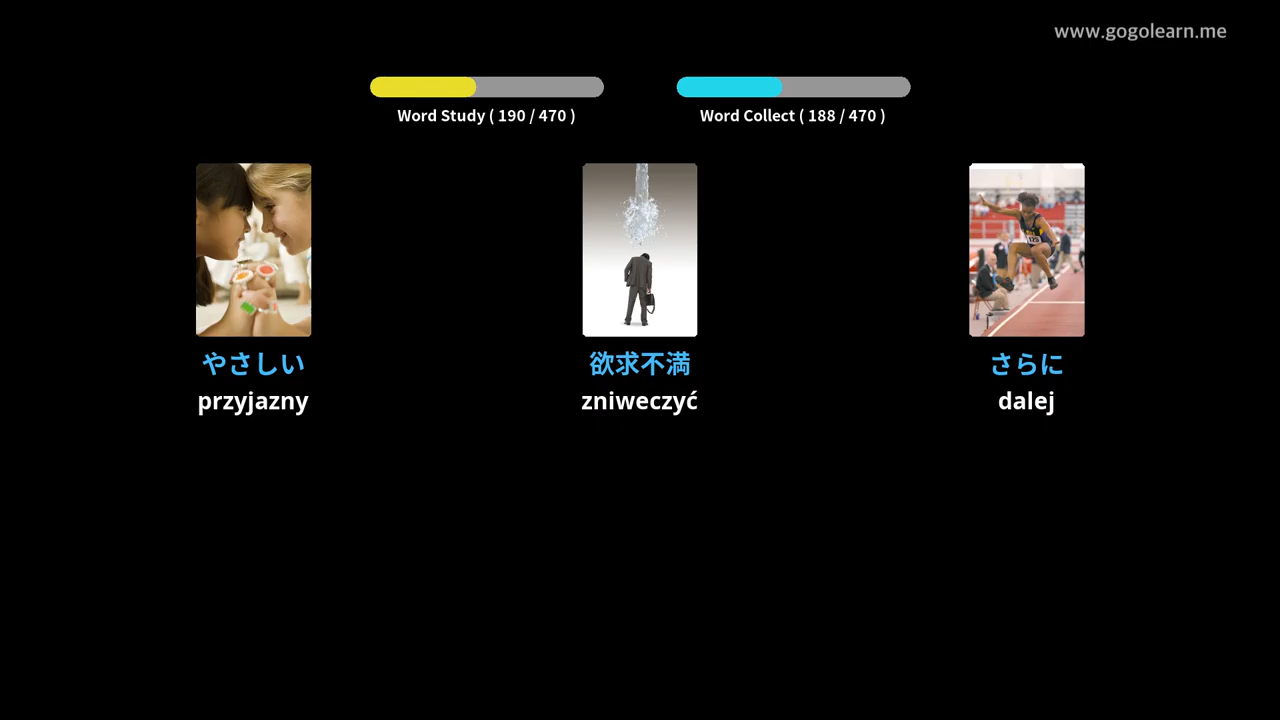 www.gogolearn.me
Word Study ( 190 / 470 )
Word Collect ( 188 / 470 )
やさしい
przyjazny
欲求不満
zniweczyć
さらに
dalej